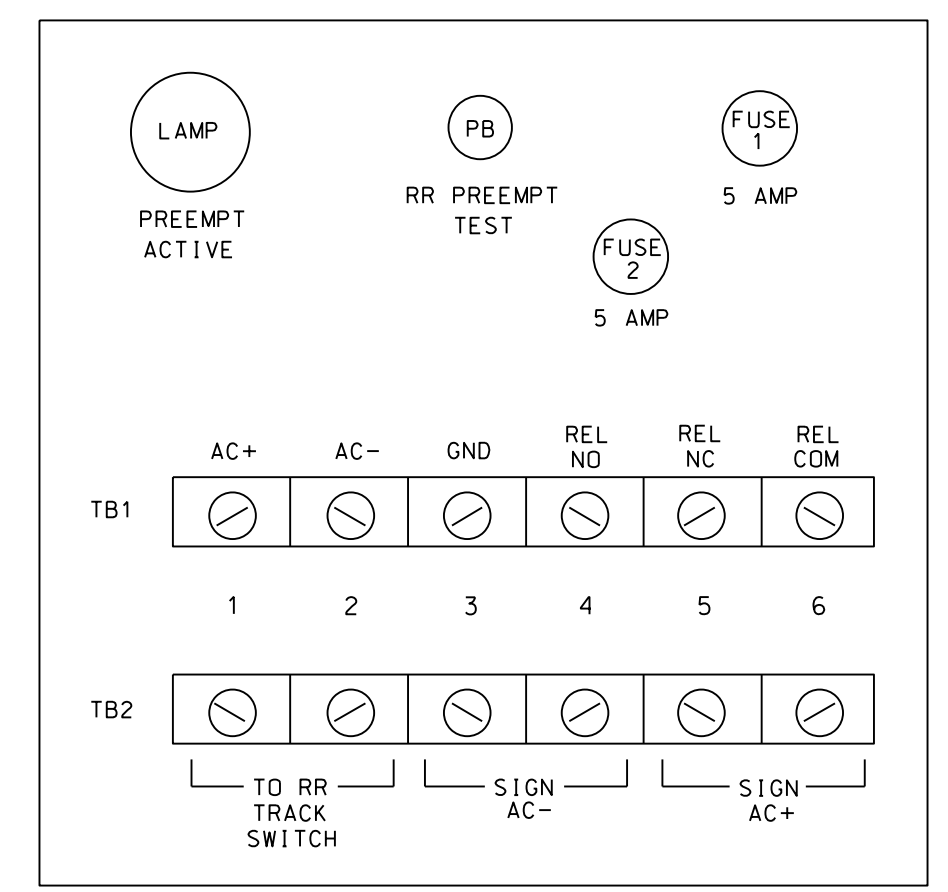 LAMP
PREEMPT
ACTIVE
PB
RR PREEMPT
TEST
FUSE
1
5 AMP
FUSE
2
5 AMP
AC+
AC-
GND
REL
NO
REL
NC
REL
COM
TB1
1 2 3 4 5 6
TB2
TO RR
TRACK
SWITCH
SIGN
AC-
SIGN
AC+